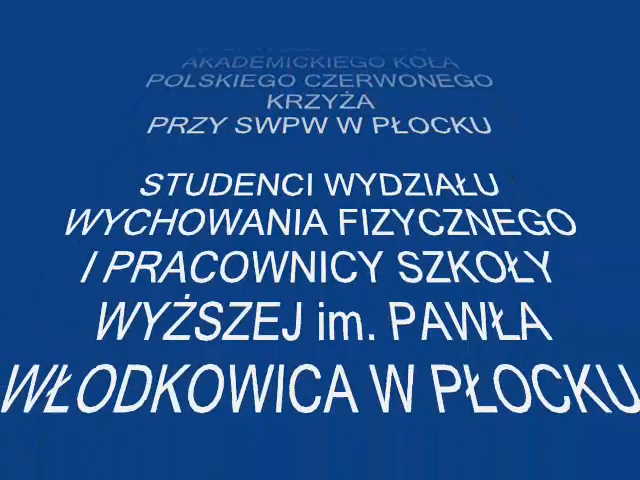 AKADEMICKIEGO KOŁA
POLSKIEGO CZERWONEGO
KRZYŻA
PRZY SWPW W PŁOCKU
STUDENCI WYDZIAŁU
WYCHOWANIA FIZYCZNEGO
I PRACOWNICY SZKOŁY
WYŻSZEJ im. PAWŁA
WŁODKOWICA W PŁOCKU